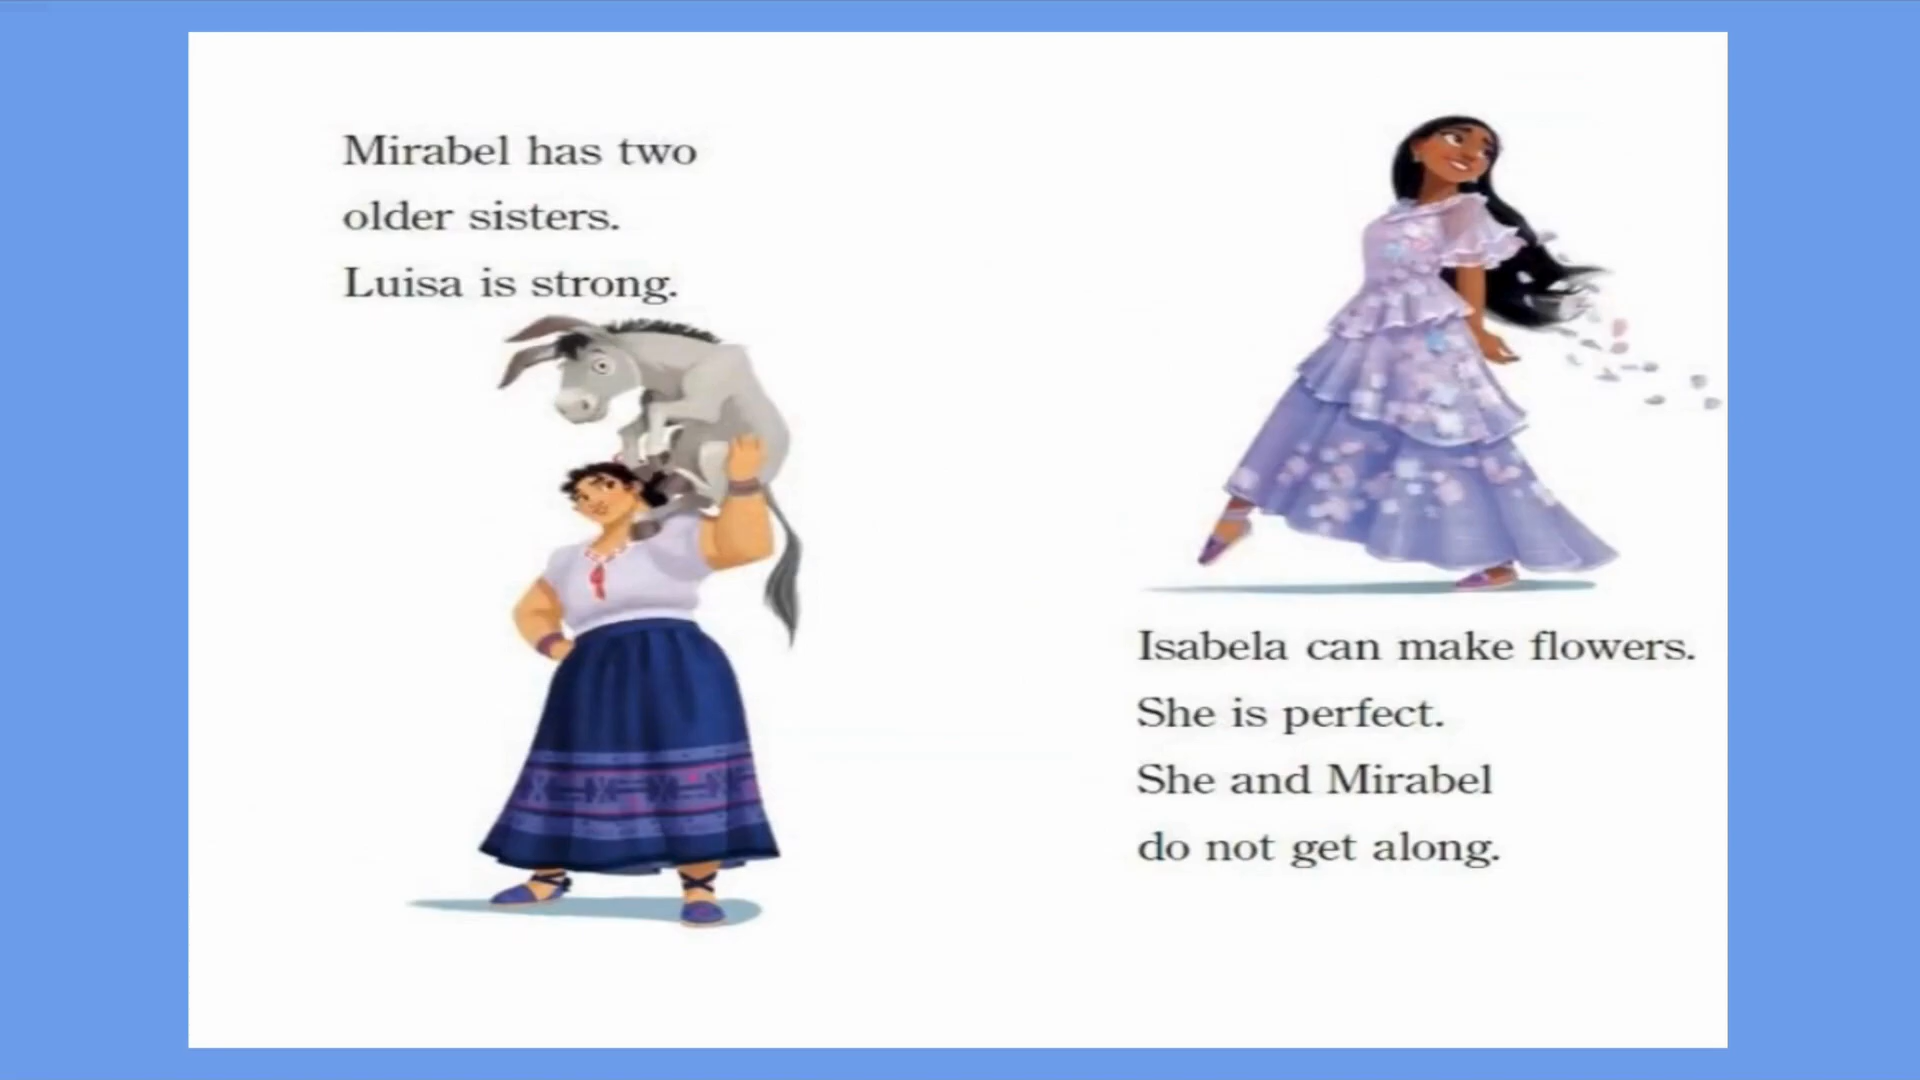 Mirabel has two
older sisters.
Luisa is strong.
Isabela can make flowers.
She is perfect.
She and Mirabel
do not get along.